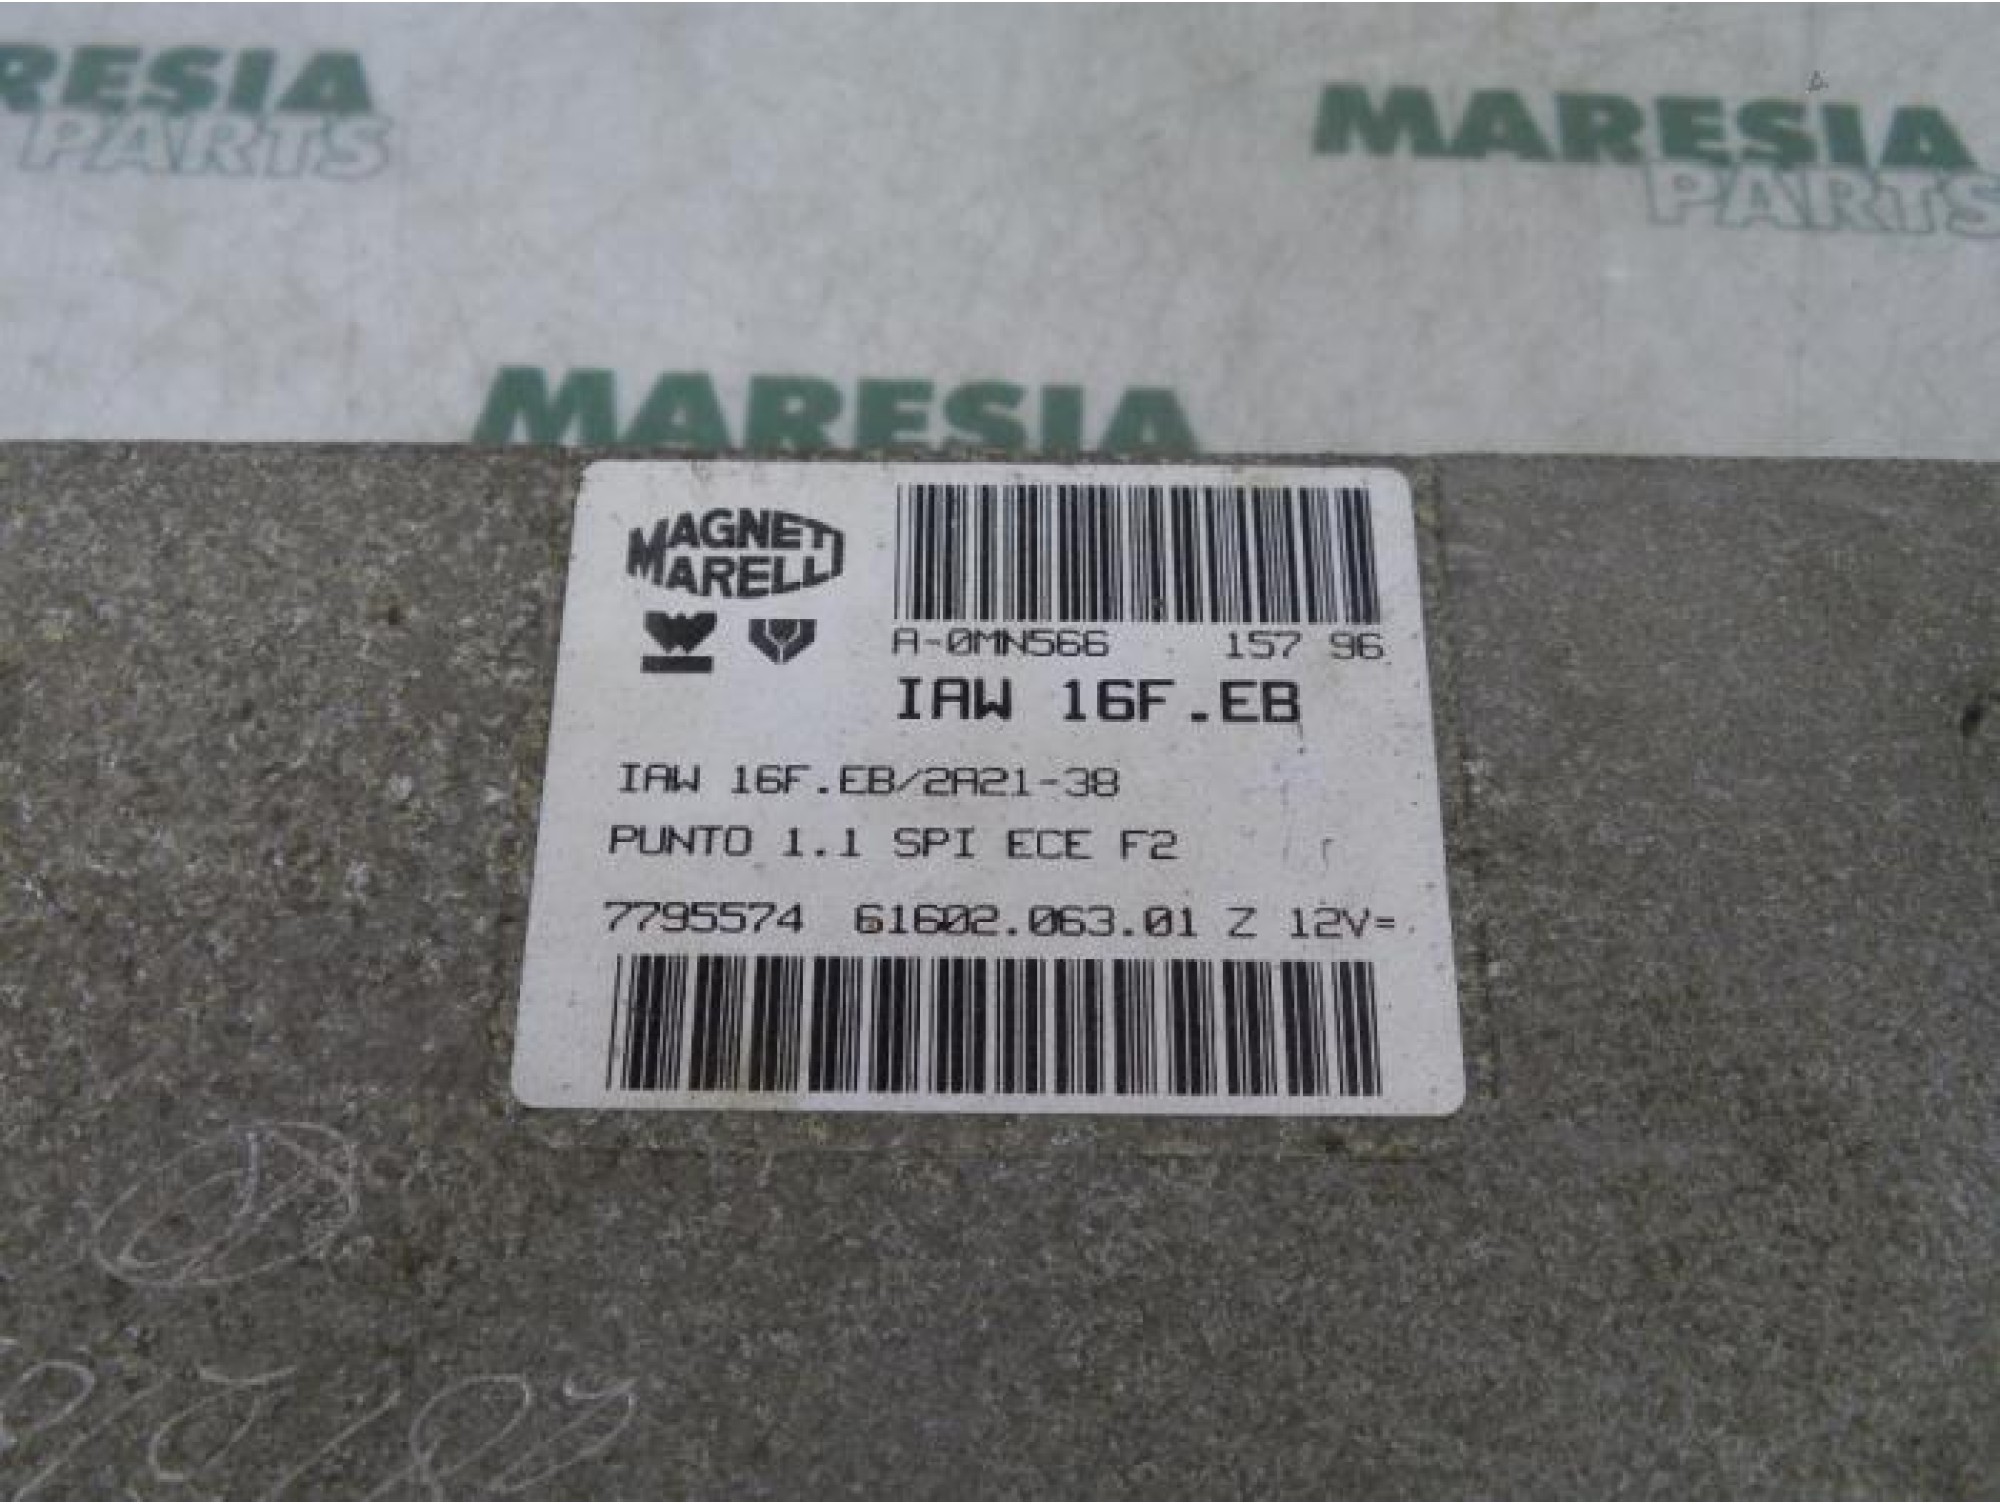 RESIA
PARTS
MARESIA
PARTS
MARESIA
MAGNETI
MARELLI
A-0MN566 157 96
IAW 16F.EB
IAW 16F.EB/2A21-38
PUNTO 1.1 SPI ECE F2
7795574 61602.063.01 Z 12V=